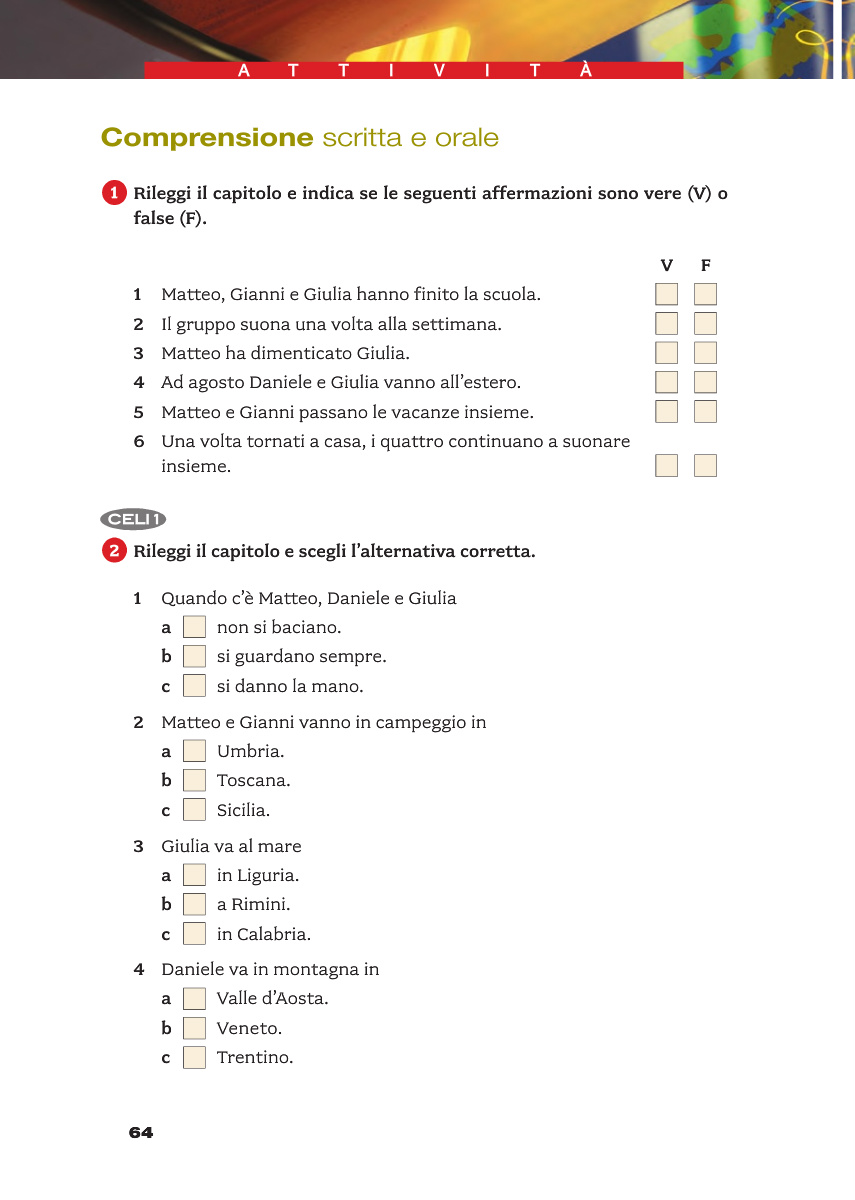 ATTIVITÀ
Comprensione scritta e orale
1 Rileggi il capitolo e indica se le seguenti affermazioni sono vere (V) o
false (F).
V F
1 Matteo, Gianni e Giulia hanno finito la scuola.
2 Il gruppo suona una volta alla settimana.
3 Matteo ha dimenticato Giulia.
4 Ad agosto Daniele e Giulia vanno all'estero.
5 Matteo e Gianni passano le vacanze insieme.
6 Una volta tornati a casa, i quattro continuano a suonare
insieme.
CELI 1
2 Rileggi il capitolo e scegli l'alternativa corretta.
1 Quando c'è Matteo, Daniele e Giulia
a non si baciano.
b si guardano sempre.
c si danno la mano.
2 Matteo e Gianni vanno in campeggio in
a Umbria.
b Toscana.
c Sicilia.
3 Giulia va al mare
a in Liguria.
b a Rimini.
c in Calabria.
4 Daniele va in montagna in
a Valle d'Aosta.
b Veneto.
c Trentino.
64